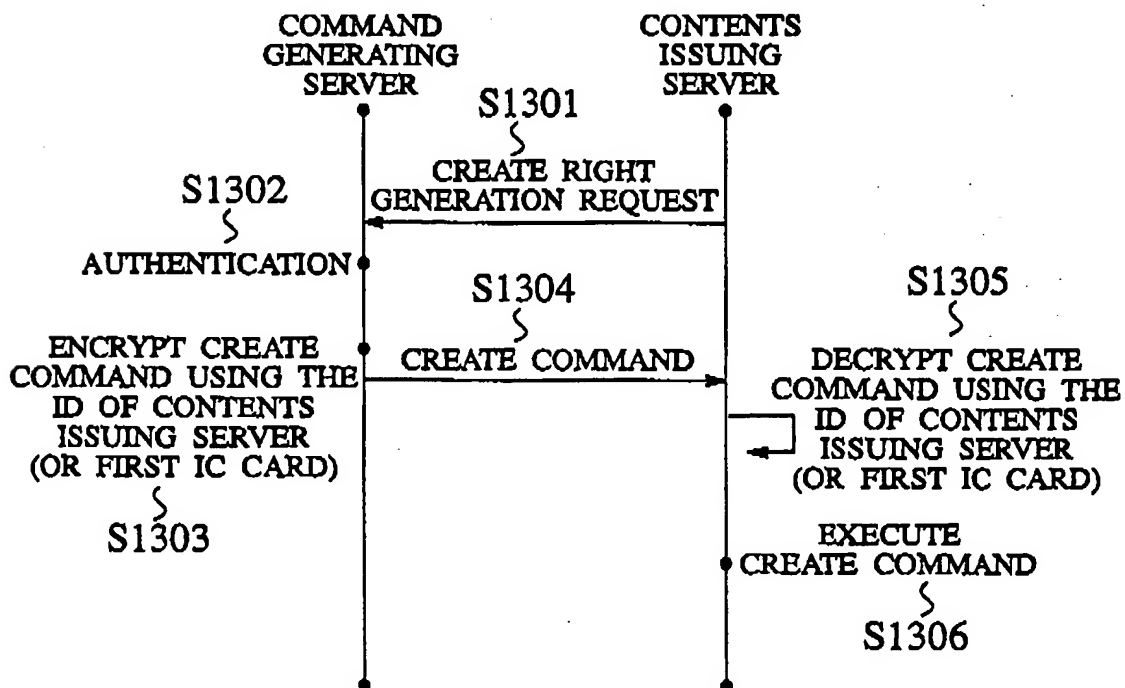 COMMAND
GENERATING
SERVER
CONTENTS
ISSUING
SERVER
S1301
CREATE RIGHT
GENERATION REQUEST
S1302
AUTHENTICATION
S1304
CREATE COMMAND
ENCRYPT CREATE
COMMAND USING THE
ID OF CONTENTS
ISSUING SERVER
(OR FIRST IC CARD)
S1303
S1305
DECRYPT CREATE
COMMAND USING THE
ID OF CONTENTS
ISSUING SERVER
(OR FIRST IC CARD)
EXECUTE
CREATE COMMAND
S1306